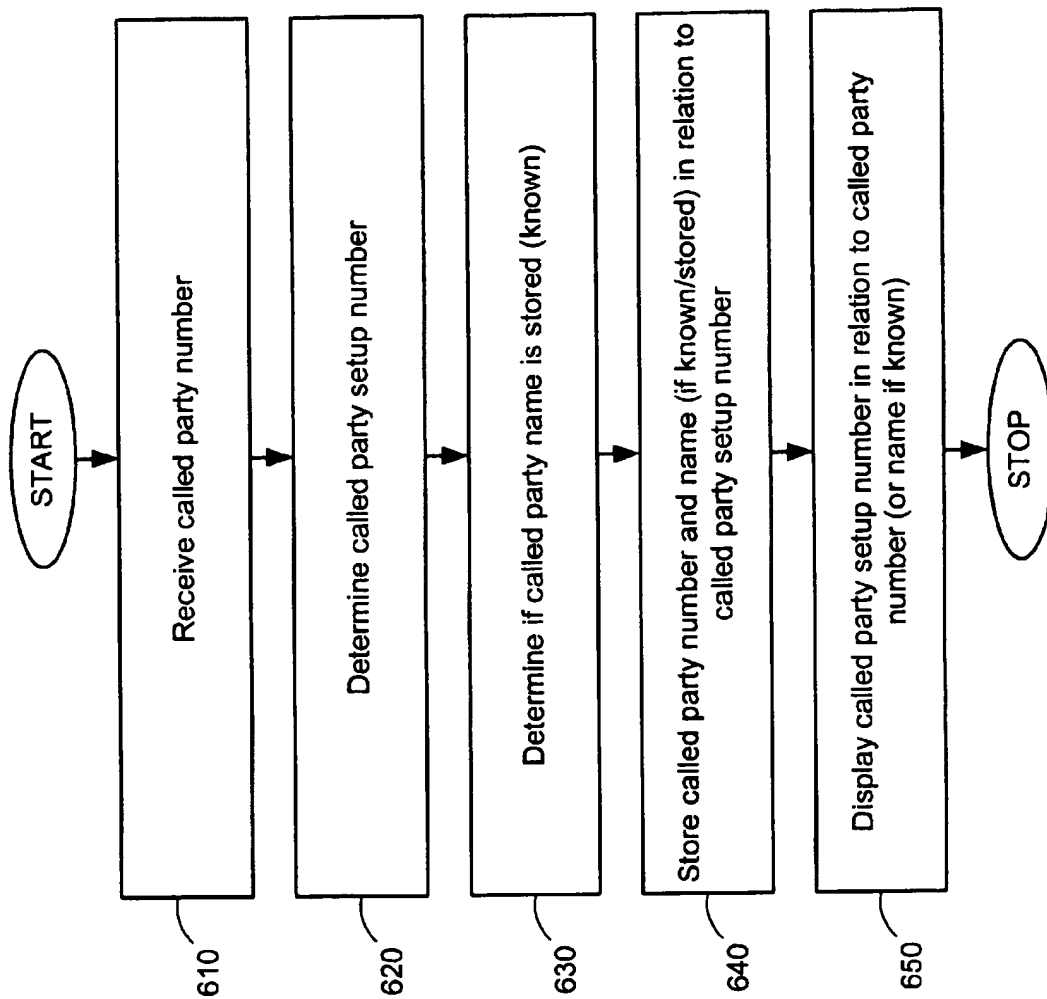 START
610
Receive called party number
620
Determine called party setup number
630
Determine if called party name is stored (known)
640
Store called party number and name (if known/stored) in relation to
called party setup number
650
Display called party setup number in relation to called party
number (or name if known)
STOP